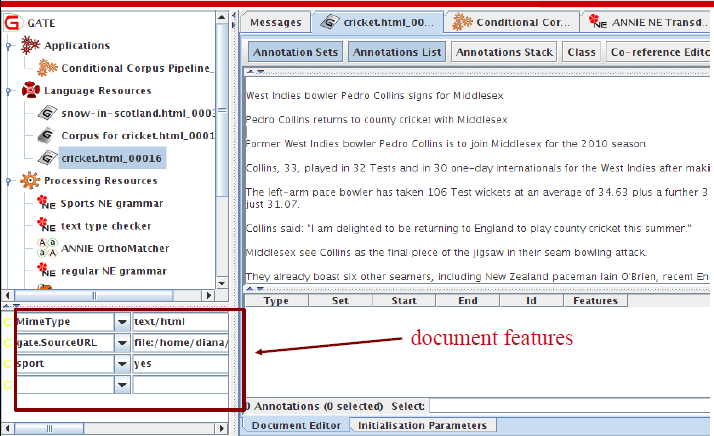 GATE
Applications
Conditional Corpus Pipeline_
Language Resources
snow-in-scotland.html_000
Corpus for cricket.html_0001
cricket.html_00016
Processing Resources
Sports NE grammar
text type checker
ANNIE OrthoMatcher
regular NE grammar
C MimeType text/html
C gate.SourceURL file:/home/diana/
C sport yes
C
Messages cricket.html_00... Conditional Cor... ANNIE NE Transd...
Annotation Sets Annotations List Annotations Stack Class Co-reference Editc
West Indies bowler Pedro Collins signs for Middlesex
Pedro Collins returns to county cricket with Middlesex
Former West Indies bowler Pedro Collins is to join Middlesex for the 2010 season.
Collins, 33, played in 32 Tests and in 30 one-day internationals for the West Indies after maki
The left-arm pace bowler has taken 106 Test wickets at an average of 34.63 plus a further 3
just 31.07.
Collins said: "I am delighted to be returning to England to play county cricket this summer."
Middlesex see Collins as the final piece of the jigsaw in their seam bowling attack.
They already boast six other seamers, including New Zealand paceman Iain O'Brien, recent En
Type Set Start End Id Features
document features
0 Annotations (0 selected) Select:
Document Editor Initialisation Parameters